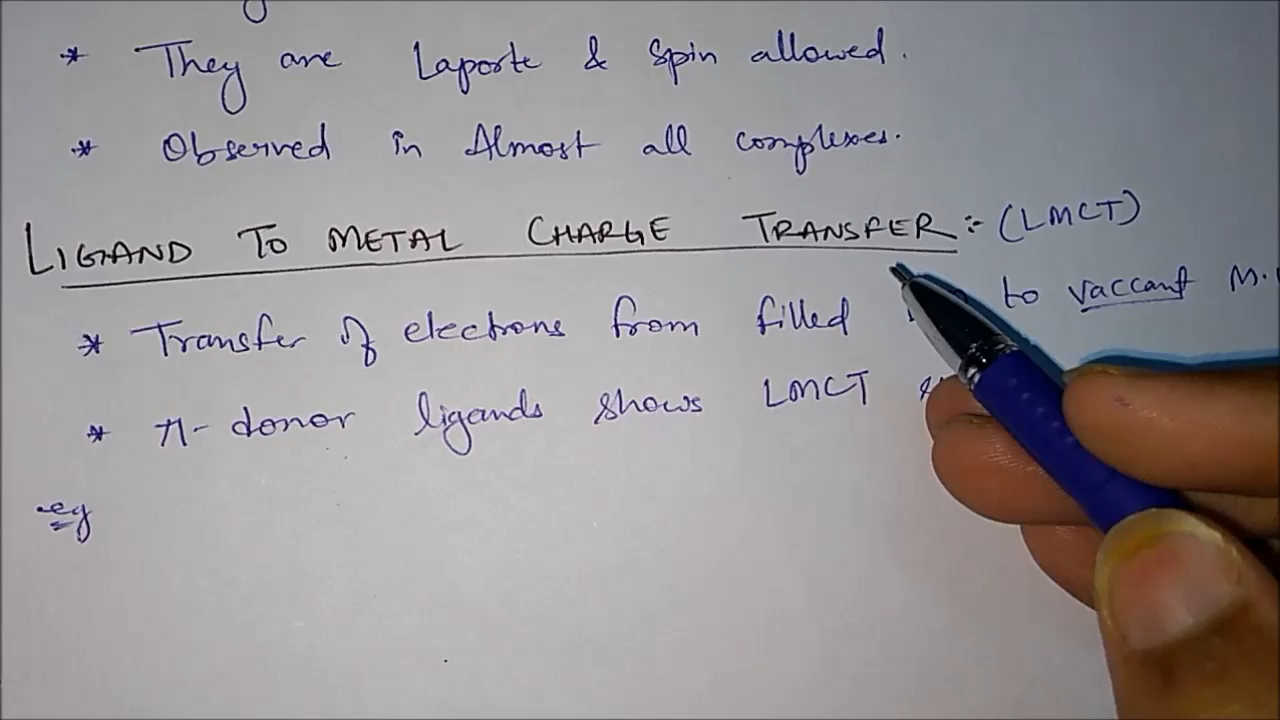 * They are Laporte & Spin allowed.
* Observed in Almost all complexes.
LIGAND TO METAL CHARGE TRANSFER :- (LMCT)
* Transfer of electrons from filled to vaccant M.
* π- donor ligands shows LMCT
eg